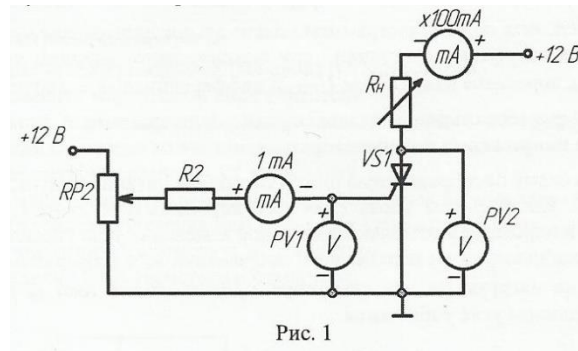 x100mA
− mA +
+12 В
Rн
+12 В
VS1
RP2
R2
1 mA
+ mA −
PV1
+ V −
+ V −
PV2
Рис. 1